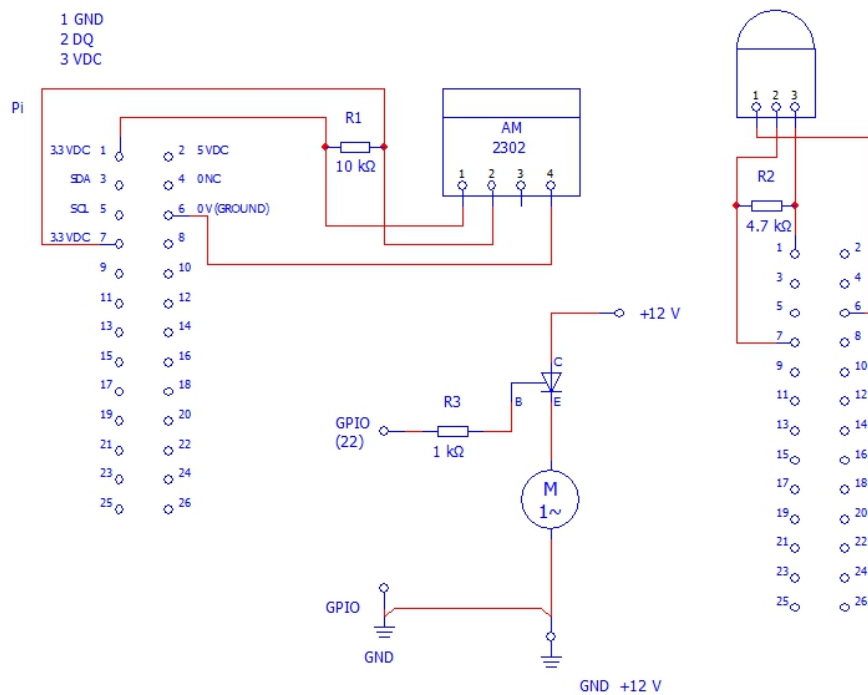 1 GND
2 DQ
3 VDC
Pi
R1
10 kΩ
AM
2302
1 2 3 4
3.3 VDC 1 2 5 VDC
SDA 3 4 0 NC
SCL 5 6 0 V (GROUND)
3.3 VDC 7 8
9 10
11 12
13 14
15 16
17 18
19 20
21 22
23 24
25 26
+12 V
C
B E
R3
GPIO
(22)
1 kΩ
M
1~
GPIO
GND
GND +12 V
1 2 3
R2
4.7 kΩ
1 2
3 4
5 6
7 8
9 10
11 12
13 14
15 16
17 18
19 20
21 22
23 24
25 26